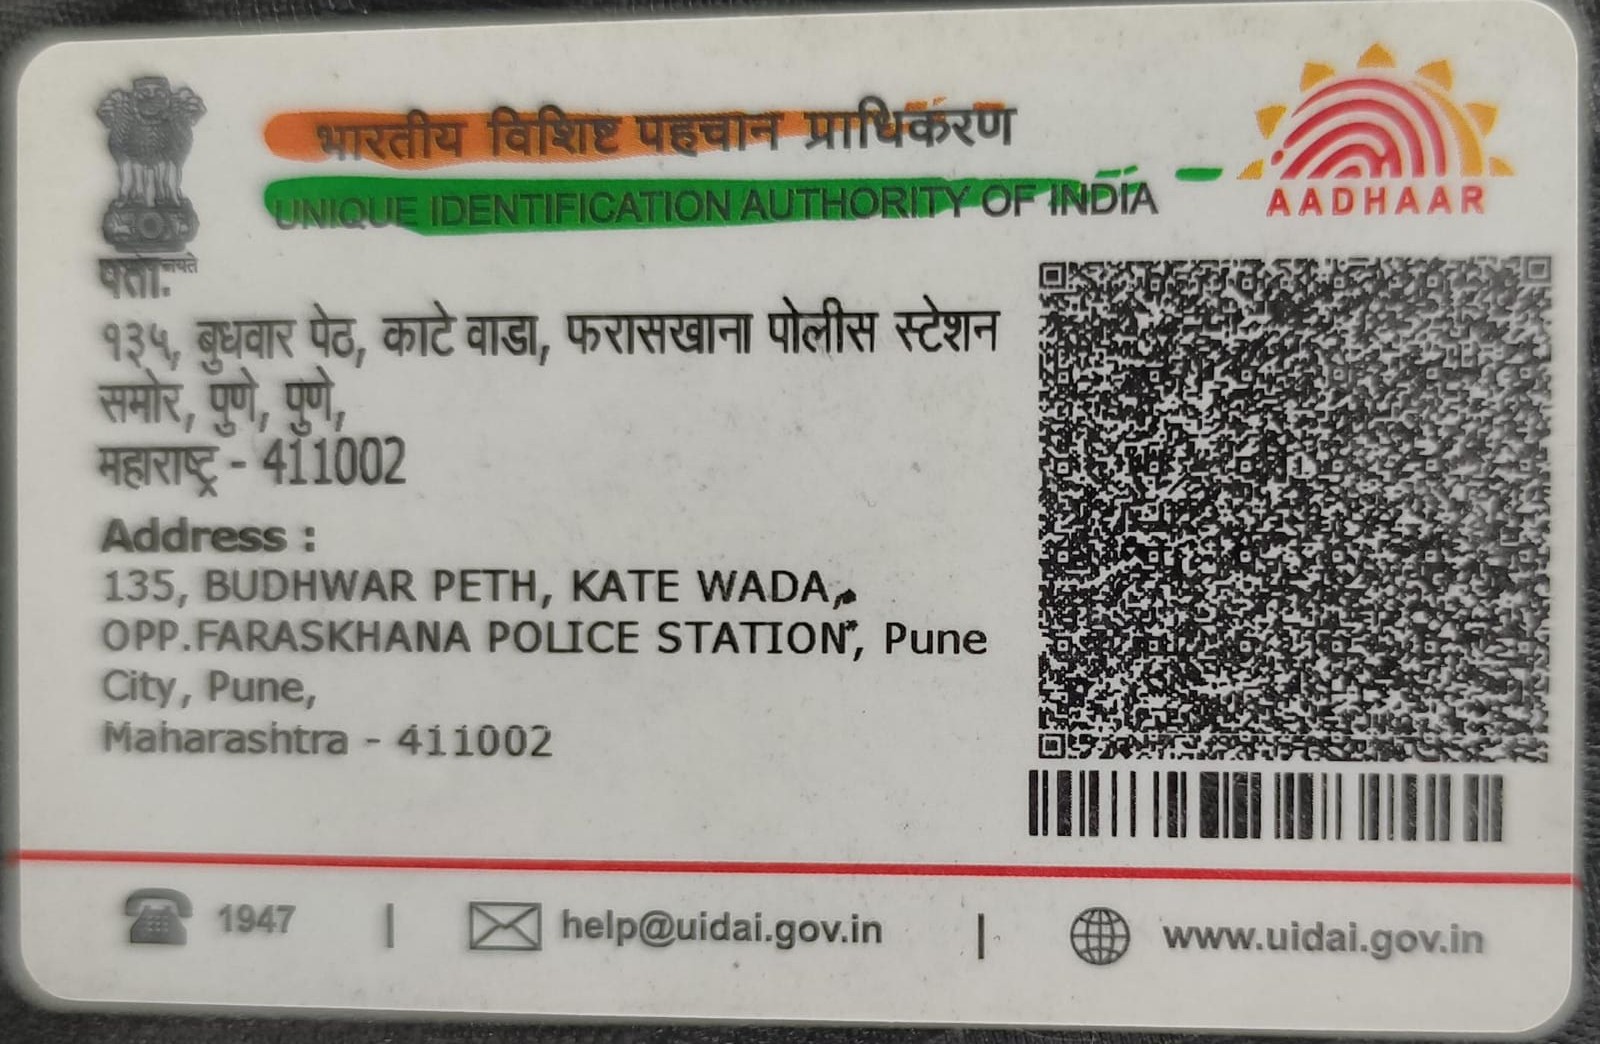 भारतीय विशिष्ट पहचान प्राधिकरण
UNIQUE IDENTIFICATION AUTHORITY OF INDIA
AADHAAR
पता:
१३५, बुधवार पेठ, काटे वाडा, फरासखाना पोलीस स्टेशन
समोर, पुणे, पुणे,
महाराष्ट्र - 411002
Address :
135, BUDHWAR PETH, KATE WADA,
OPP.FARASKHANA POLICE STATION, Pune
City, Pune,
Maharashtra - 411002
1947 | help@uidai.gov.in | www.uidai.gov.in